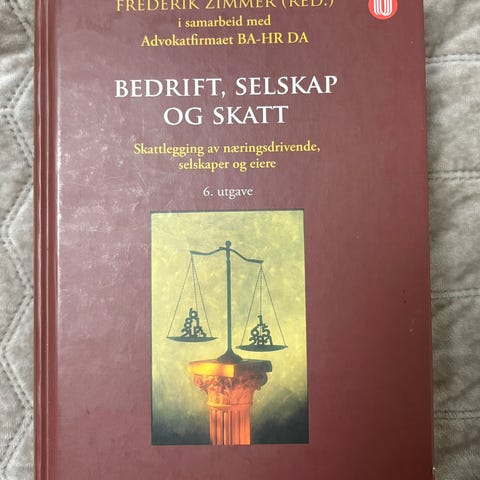 FREDERIK ZIMMER (RED.)
i samarbeid med
Advokatfirmaet BA-HR DA
BEDRIFT, SELSKAP
OG SKATT
Skattlegging av næringsdrivende,
selskaper og eiere
6. utgave